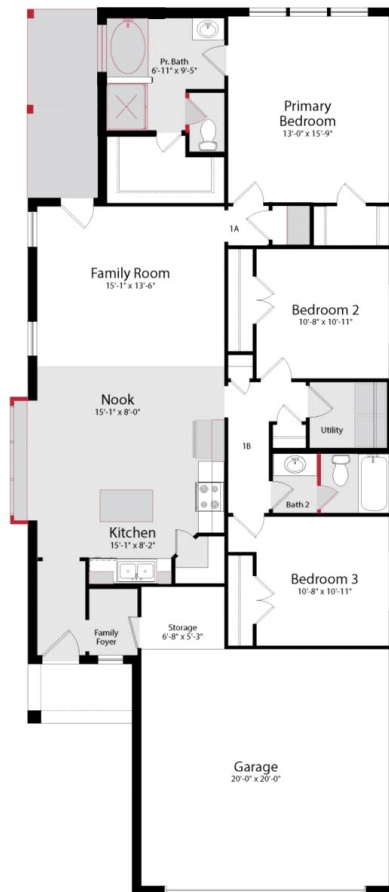 Pr. Bath
6'-11" x 9'-5"
Primary
Bedroom
13'-0" x 15'-9"
1A
Family Room
15'-1" x 13'-6"
Bedroom 2
10'-8" x 10'-11"
Nook
15'-1" x 8'-0"
Utility
1B
Bath 2
Kitchen
15'-1" x 8'-2"
Bedroom 3
10'-8" x 10'-11"
Family
Foyer
Storage
6'-8" x 5'-3"
Garage
20'-0" x 20'-0"